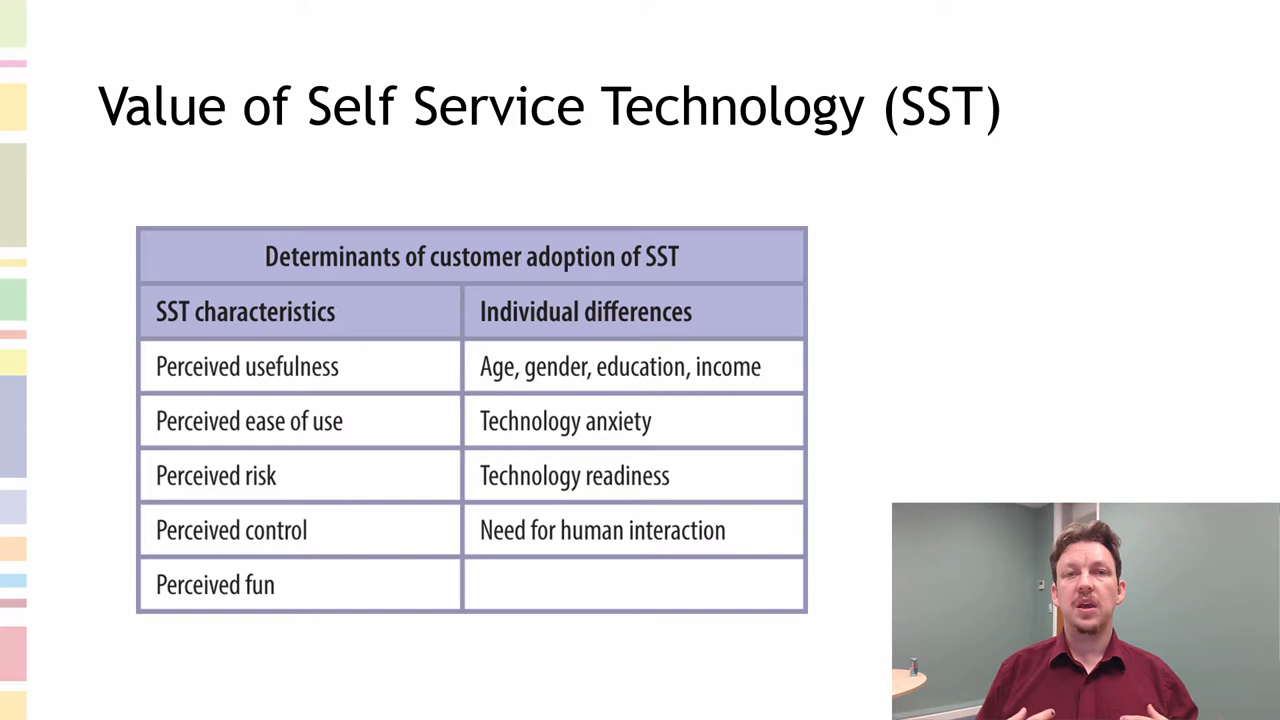 Value of Self Service Technology (SST)
Determinants of customer adoption of SST
SST characteristics
Individual differences
Perceived usefulness
Age, gender, education, income
Perceived ease of use
Technology anxiety
Perceived risk
Technology readiness
Perceived control
Need for human interaction
Perceived fun